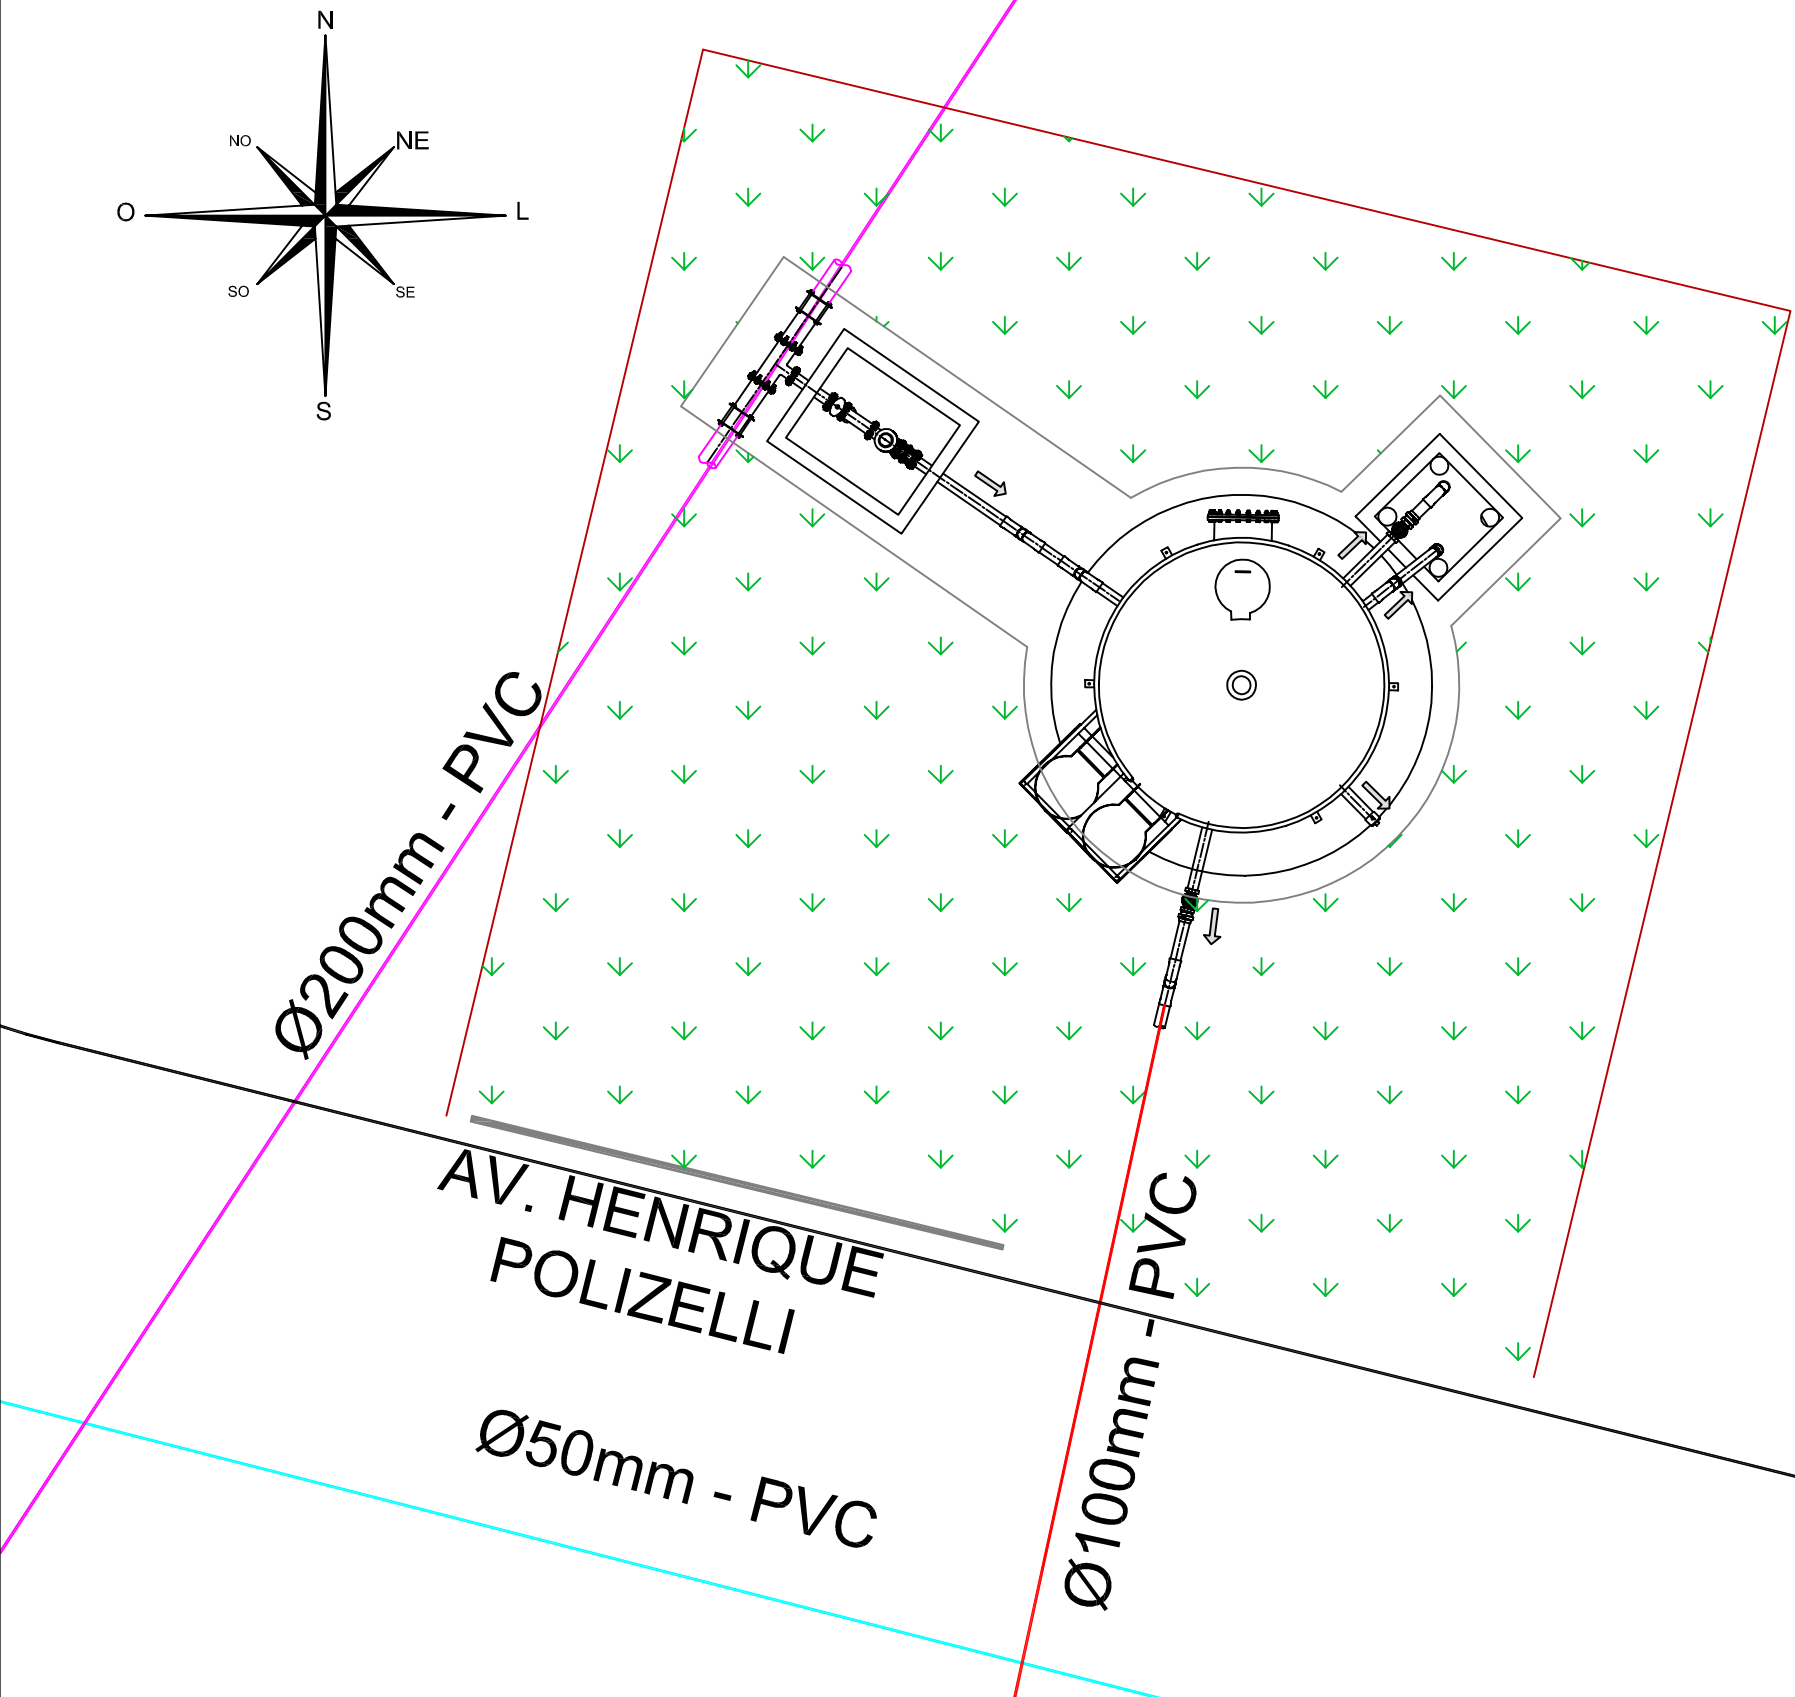 N
NO
NE
O
L
SO
SE
S
Ø200mm - PVC
AV. HENRIQUE
POLIZELLI
Ø50mm - PVC
Ø100mm - PVC